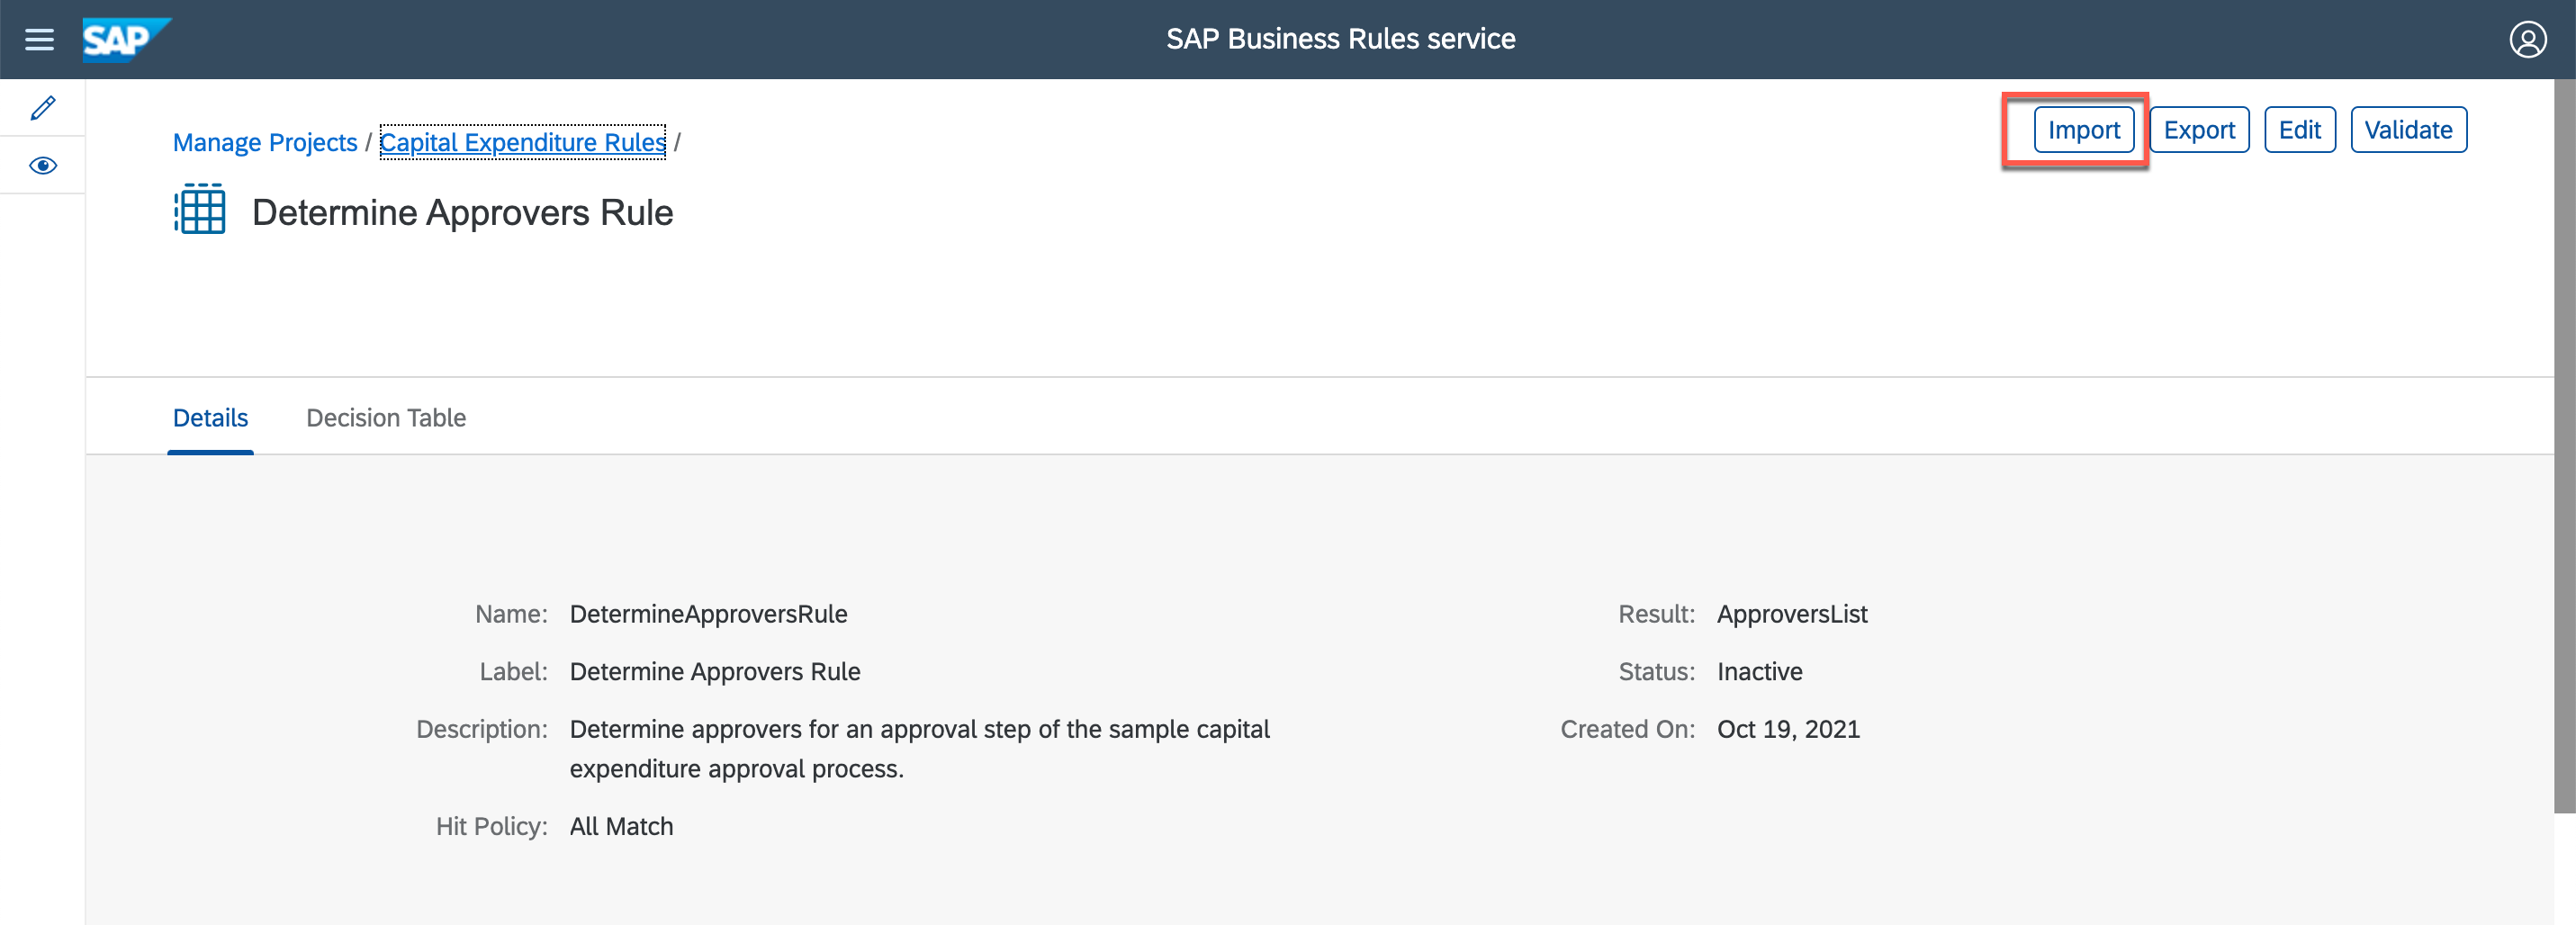 SAP
SAP Business Rules service
Manage Projects / Capital Expenditure Rules /
Import Export Edit Validate
Determine Approvers Rule
Details Decision Table
Name: DetermineApproversRule
Label: Determine Approvers Rule
Description: Determine approvers for an approval step of the sample capital
expenditure approval process.
Hit Policy: All Match
Result: ApproversList
Status: Inactive
Created On: Oct 19, 2021